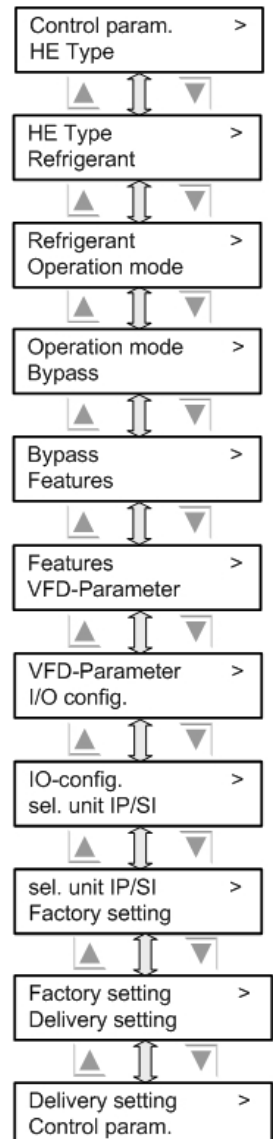 Control param. >
HE Type
HE Type >
Refrigerant
Refrigerant >
Operation mode
Operation mode >
Bypass
Bypass >
Features
Features >
VFD-Parameter
VFD-Parameter >
I/O config.
IO-config. >
sel. unit IP/SI
sel. unit IP/SI >
Factory setting
Factory setting >
Delivery setting
Delivery setting >
Control param.